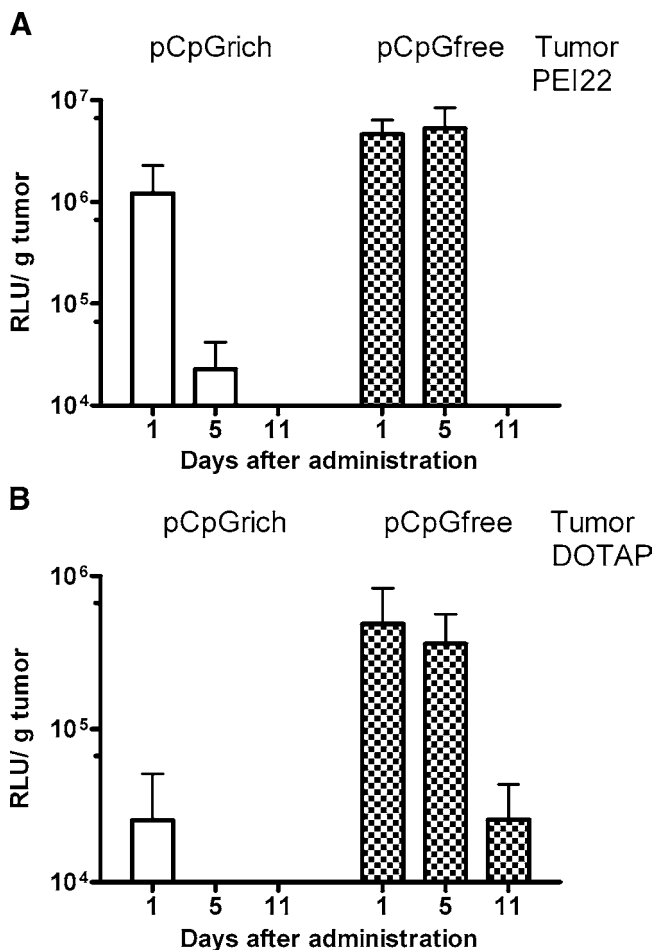 A
pCpGrich pCpGfree Tumor
PEI22
10⁷
10⁶
10⁵
10⁴
RLU/ g tumor
1 5 11 1 5 11
Days after administration
B
pCpGrich pCpGfree Tumor
DOTAP
10⁶
10⁵
10⁴
RLU/ g tumor
1 5 11 1 5 11
Days after administration